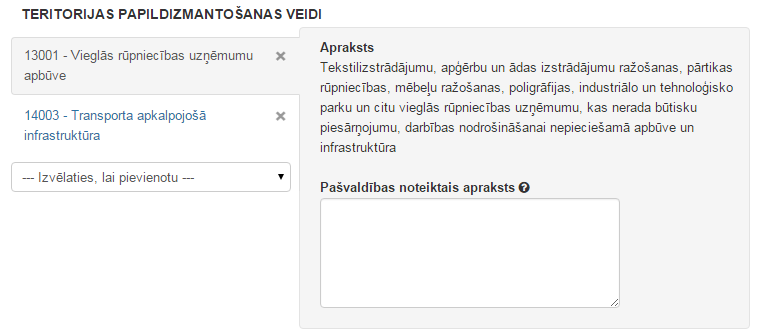 TERITORIJAS PAPILDIZMANTOŠANAS VEIDI
13001 - Vieglās rūpniecības uzņēmumu
apbūve
14003 - Transporta apkalpojošā
infrastruktūra
--- Izvēlaties, lai pievienotu ---
Apraksts
Tekstilizstrādājumu, apģērbu un ādas izstrādājumu ražošanas, pārtikas
rūpniecības, mēbeļu ražošanas, poligrāfijas, industriālo un tehnoloģisko
parku un citu vieglās rūpniecības uzņēmumu, kas nerada būtisku
piesārņojumu, darbības nodrošināšanai nepieciešamā apbūve un
infrastruktūra
Pašvaldības noteiktais apraksts